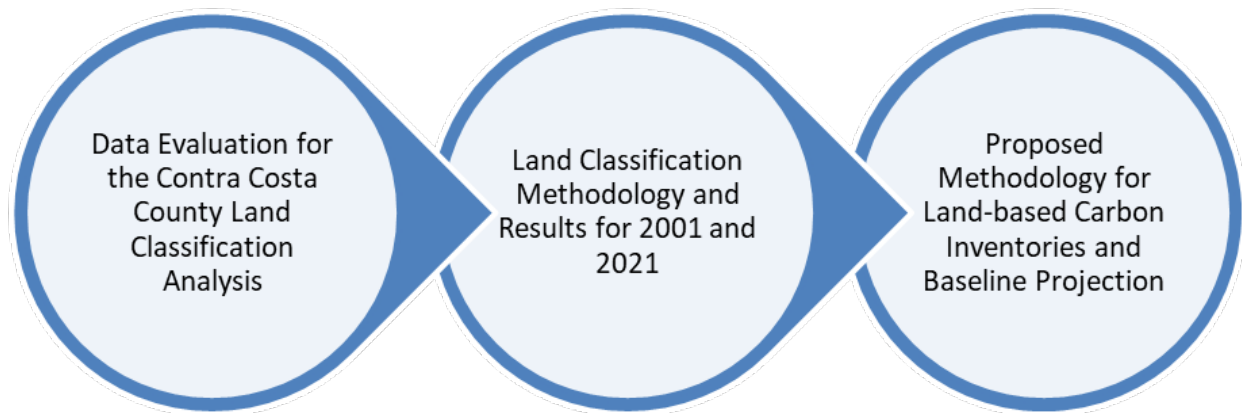 Data Evaluation for
the Contra Costa
County Land
Classification
Analysis
Land Classification
Methodology and
Results for 2001 and
2021
Proposed
Methodology for
Land-based Carbon
Inventories and
Baseline Projection